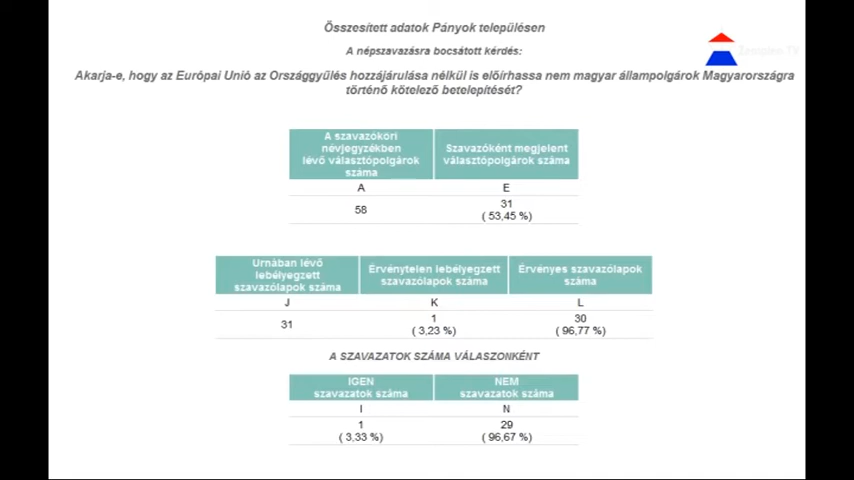 Összesített adatok Pányok településen
Zemplén TV
A népszavazásra bocsátott kérdés:
Akarja-e, hogy az Európai Unió az Országgyűlés hozzájárulása nélkül is előírhassa nem magyar állampolgárok Magyarországra
történő kötelező betelepítését?
A szavazóköri
névjegyzékben
lévő választópolgárok
száma
Szavazóként megjelent
választópolgárok száma
A
E
58
31
( 53,45 %)
Urnában lévő
lebélyegzett
szavazólapok száma
Érvénytelen lebélyegzett
szavazólapok száma
Érvényes szavazólapok
száma
J
K
L
31
1
( 3,23 %)
30
( 96,77 %)
A SZAVAZATOK SZÁMA VÁLASZONKÉNT
IGEN
szavazatok száma
NEM
szavazatok száma
I
N
1
( 3,33 %)
29
( 96,67 %)